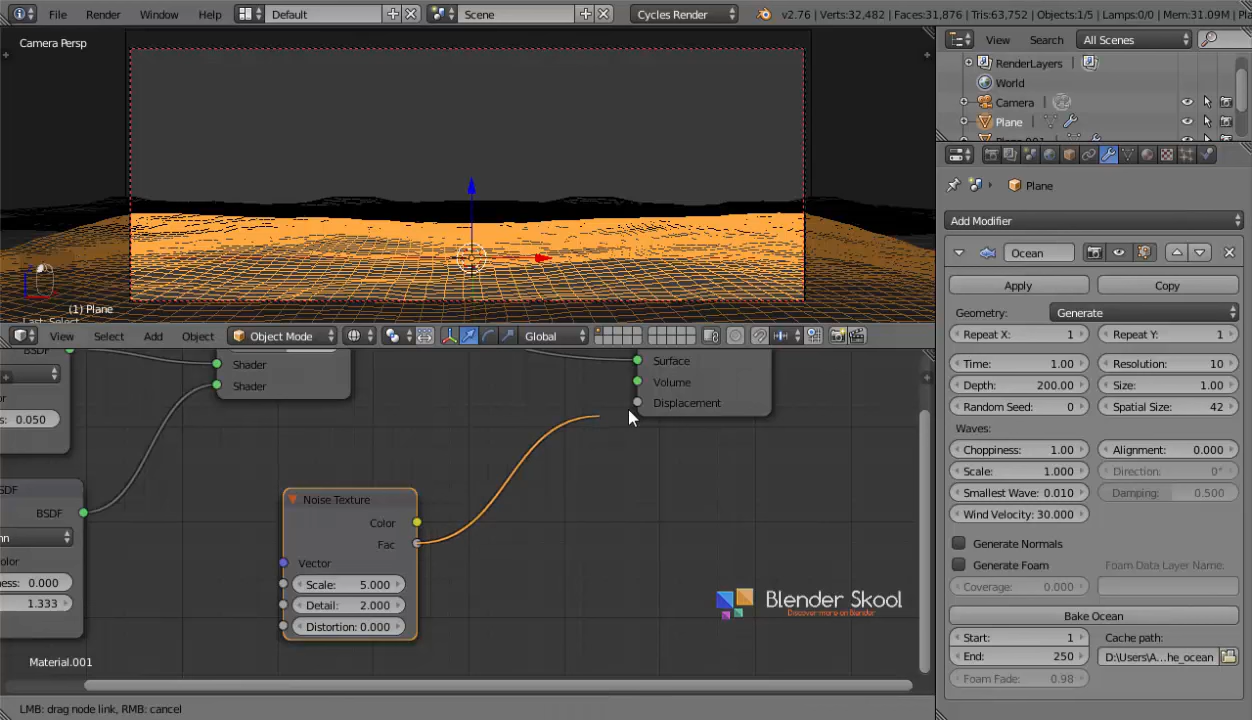 File Render Window Help Default Scene Cycles Render v2.76 | Verts:32,482 | Faces:31,876 | Tris:63,752 | Objects:1/5 | Lamps:0/0 | Mem:31.09M |
Camera Persp
(1) Plane
View Select Add Object Object Mode Global
View Search All Scenes
RenderLayers
World
Camera
Plane
Plane
Add Modifier
Ocean
Apply Copy
Geometry: Generate
Repeat X: 1 Repeat Y: 1
Time: 1.00 Resolution: 10
Depth: 200.00 Size: 1.00
Random Seed: 0 Spatial Size: 42
Waves:
Choppiness: 1.00 Alignment: 0.000
Scale: 1.000 Direction: 0°
Smallest Wave: 0.010 Damping: 0.500
Wind Velocity: 30.000
Generate Normals
Generate Foam Foam Data Layer Name:
Coverage: 0.000
Bake Ocean
Start: 1 Cache path:
End: 250 D:\Users\A...he_ocean
Foam Fade: 0.98
BSDF
Shader
Shader
0.050
BSDF
0.000
1.333
Surface
Volume
Displacement
Noise Texture
Color
Fac
Vector
Scale: 5.000
Detail: 2.000
Distortion: 0.000
Blender Skool
Discover more on Blender
Material.001
LMB: drag node link, RMB: cancel